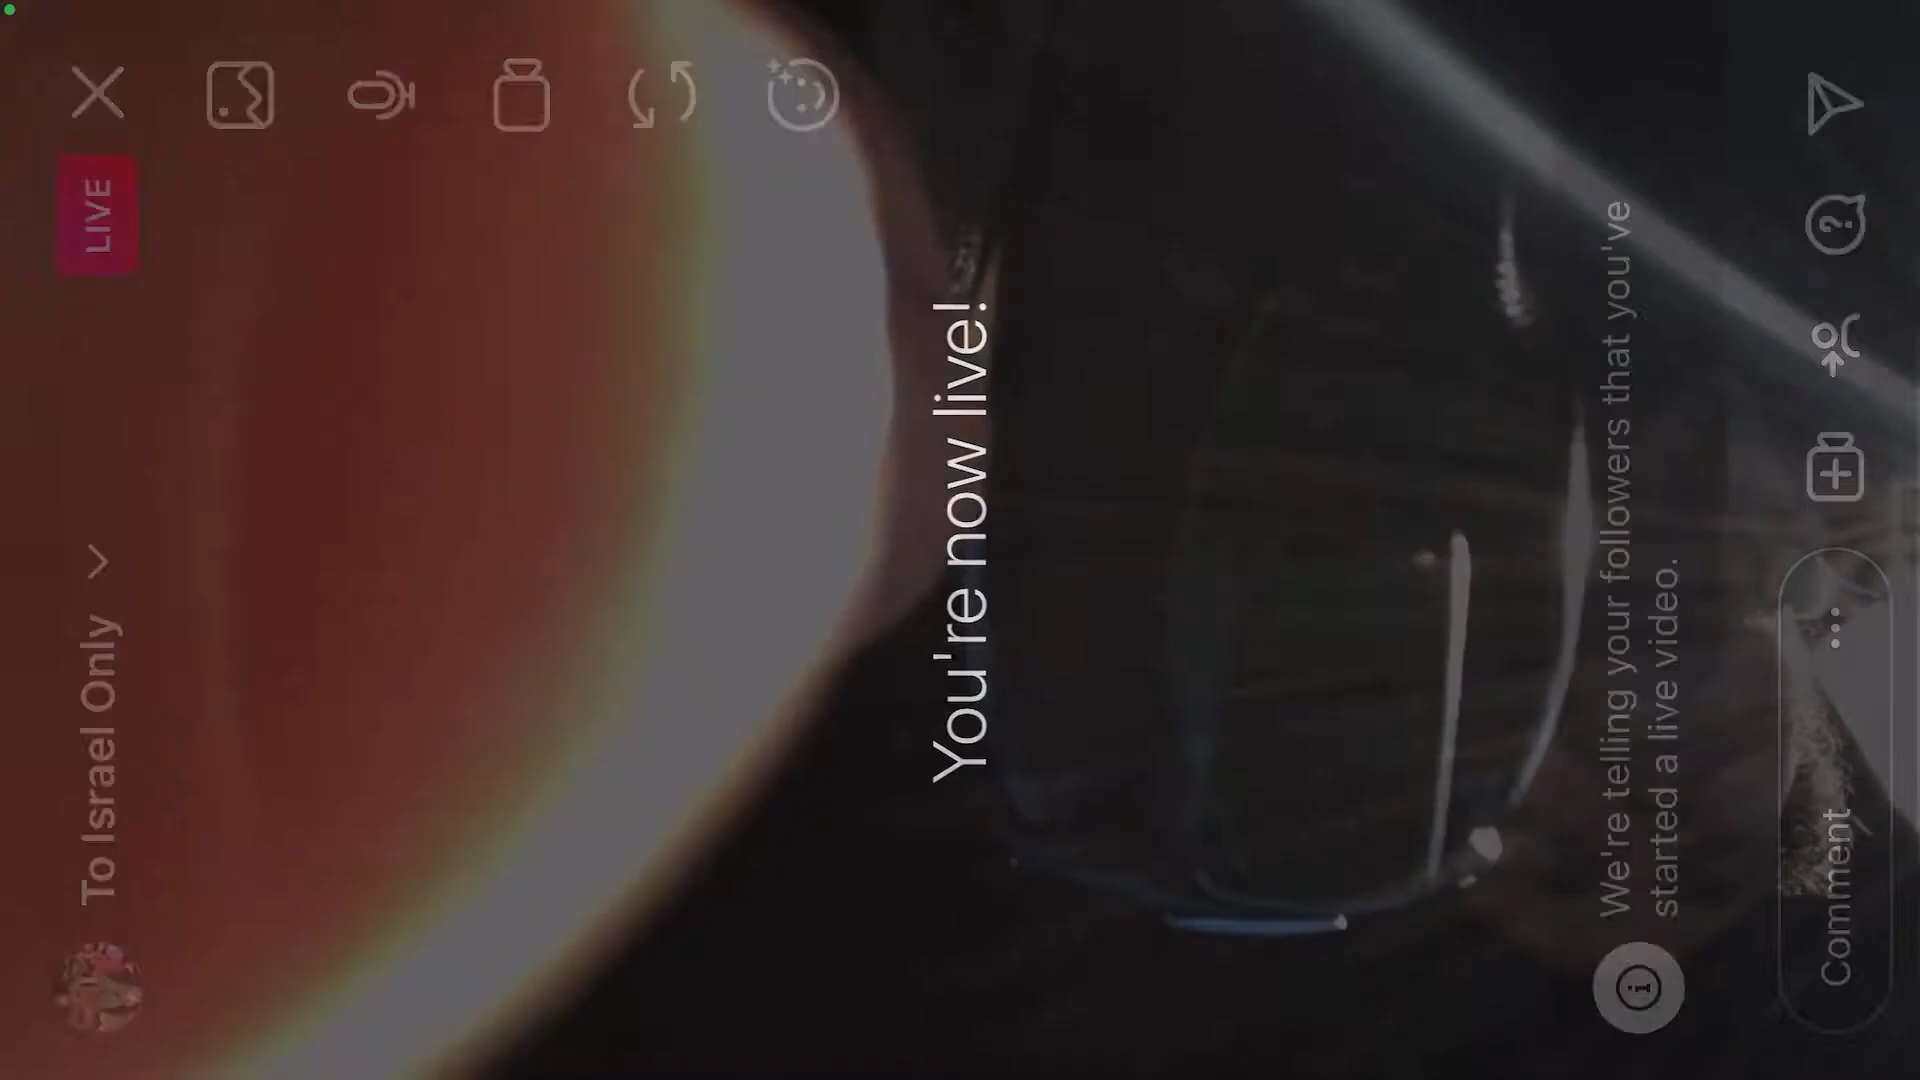 To Israel Only
LIVE
You're now live!
We're telling your followers that you've
started a live video.
Comment